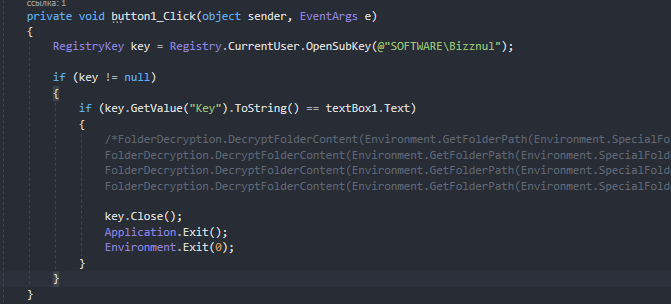 ссылка: 1
private void button1_Click(object sender, EventArgs e)
{
RegistryKey key = Registry.CurrentUser.OpenSubKey(@"SOFTWARE\Bizznul");
if (key != null)
{
if (key.GetValue("Key").ToString() == textBox1.Text)
{
/*FolderDecryption.DecryptFolderContent(Environment.GetFolderPath(Environment.SpecialFo
FolderDecryption.DecryptFolderContent(Environment.GetFolderPath(Environment.SpecialFold
FolderDecryption.DecryptFolderContent(Environment.GetFolderPath(Environment.SpecialFold
FolderDecryption.DecryptFolderContent(Environment.GetFolderPath(Environment.SpecialFold
key.Close();
Application.Exit();
Environment.Exit(0);
}
}
}